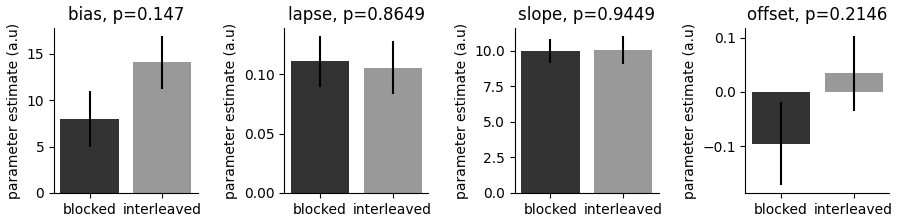 bias, p=0.147
parameter estimate (a.u)
15
10
5
0
blocked interleaved
lapse, p=0.8649
parameter estimate (a.u)
0.10
0.05
0.00
blocked interleaved
slope, p=0.9449
parameter estimate (a.u)
10.0
7.5
5.0
2.5
0.0
blocked interleaved
offset, p=0.2146
parameter estimate (a.u)
0.1
0.0
−0.1
blocked interleaved